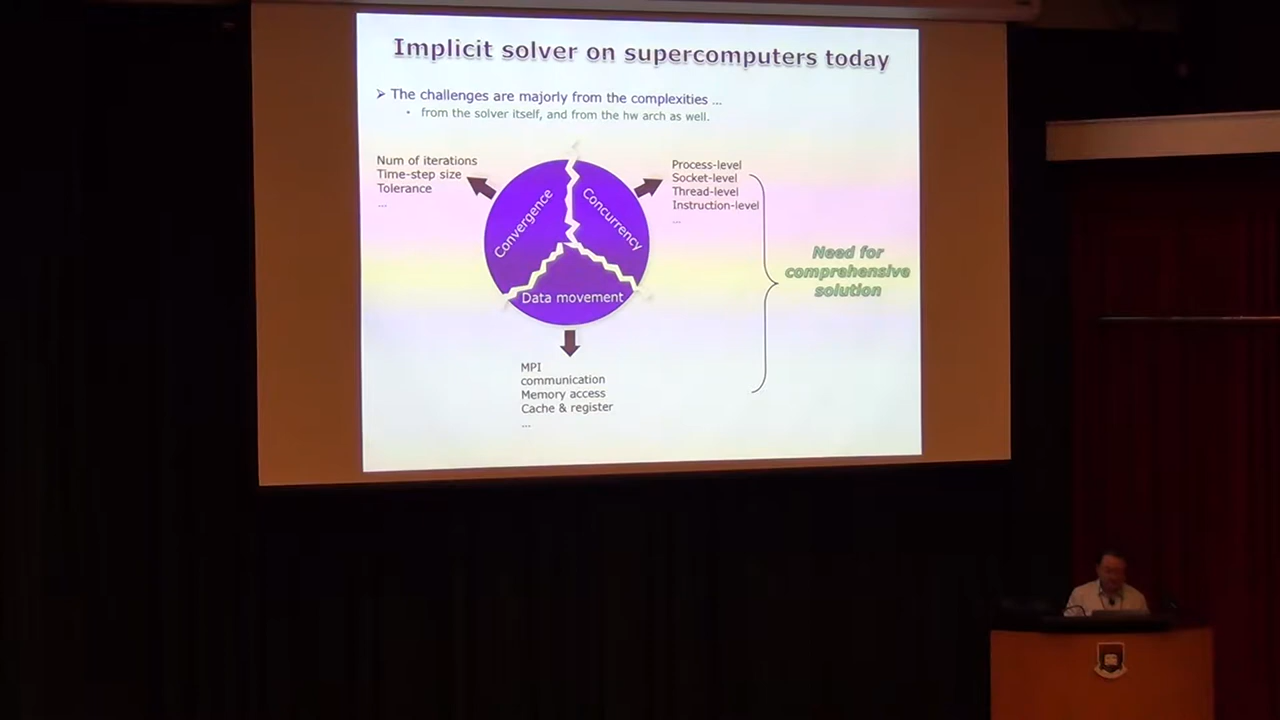 Implicit solver on supercomputers today
➢ The challenges are majorly from the complexities ...
• from the solver itself, and from the hw arch as well.
Num of iterations
Time-step size
Tolerance
...
Convergence
Concurrency
Data movement
Process-level
Socket-level
Thread-level
Instruction-level
...
Need for
comprehensive
solution
MPI
communication
Memory access
Cache & register
...